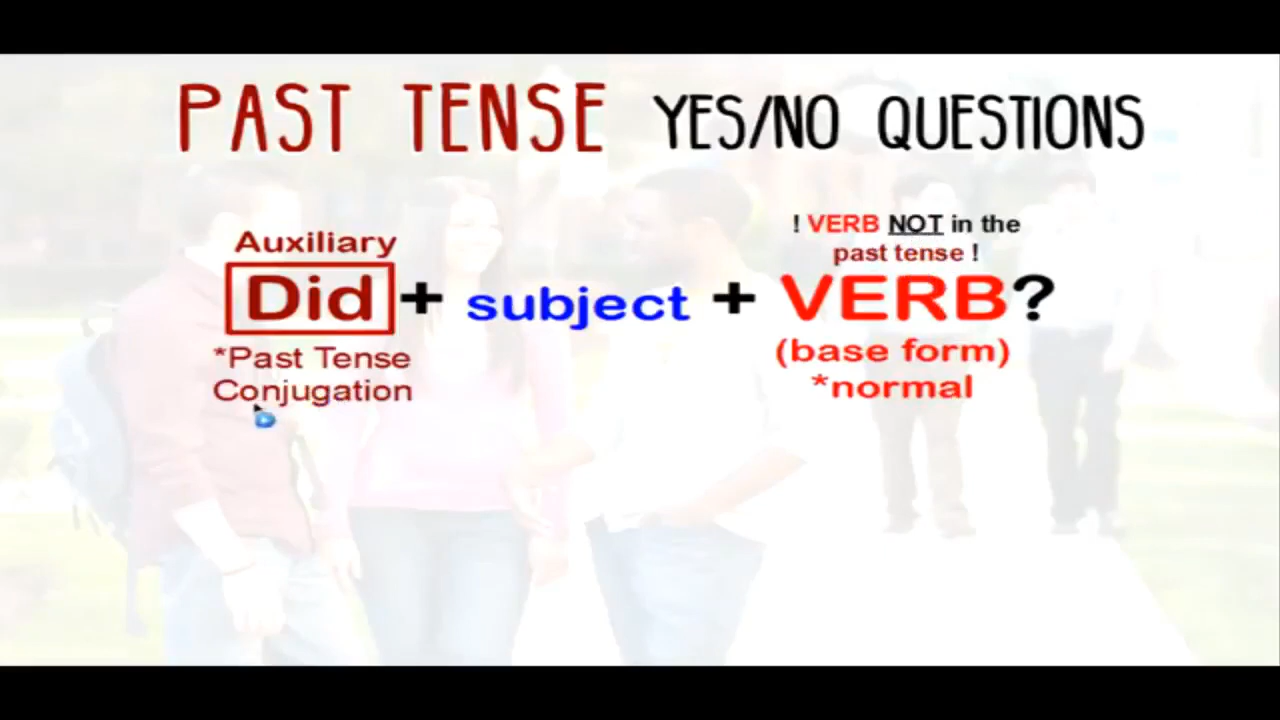 PAST TENSE YES/NO QUESTIONS
! VERB NOT in the
past tense !
Auxiliary
Did + subject + VERB?
*Past Tense
Conjugation
(base form)
*normal